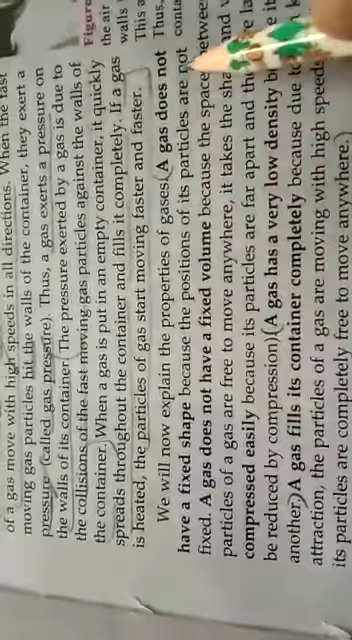 of a gas move with high speeds in all directions. When the fast
moving gas particles hit the walls of the container, they exert a
pressure (called gas pressure). Thus, a gas exerts a pressure on
the walls of its container. The pressure exerted by a gas is due to
the collisions of the fast moving gas particles against the walls of
the container. When a gas is put in an empty container, it quickly
spreads throughout the container and fills it completely. If a gas
is heated, the particles of gas start moving faster and faster.
We will now explain the properties of gases. (A gas does not
have a fixed shape because the positions of its particles are not
fixed. A gas does not have a fixed volume because the space between
particles of a gas are free to move anywhere, it takes the
compressed easily because its particles are far apart and the
be reduced by compression) (A gas has a very low density
another) A gas fills its container completely because due to
attraction, the particles of a gas are moving with high speeds
its particles are completely free to move anywhere.)
Figure
the air
walls
This a
Thus,
conta